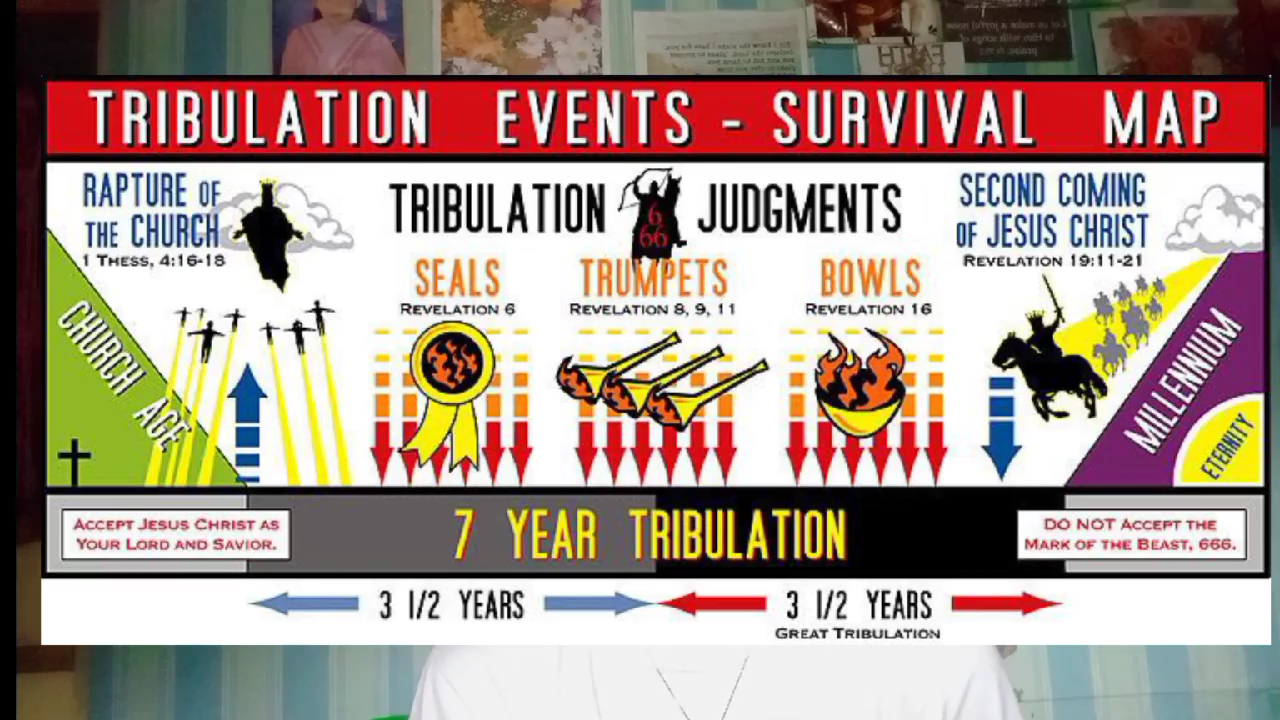 TRIBULATION EVENTS - SURVIVAL MAP
RAPTURE OF
THE CHURCH
1 THESS, 4:16-18
CHURCH AGE
TRIBULATION JUDGMENTS
6
66
SEALS
REVELATION 6
TRUMPETS
REVELATION 8, 9, 11
BOWLS
REVELATION 16
SECOND COMING
OF JESUS CHRIST
REVELATION 19:11-21
MILLENNIUM
ETERNITY
ACCEPT JESUS CHRIST AS
YOUR LORD AND SAVIOR.
7 YEAR TRIBULATION
DO NOT ACCEPT THE
MARK OF THE BEAST, 666.
3 1/2 YEARS
3 1/2 YEARS
GREAT TRIBULATION